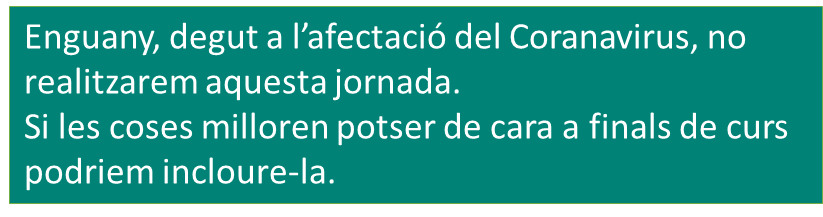 Enguany, degut a l’afectació del Coranavirus, no
realitzarem aquesta jornada.
Si les coses milloren potser de cara a finals de curs
podriem incloure-la.